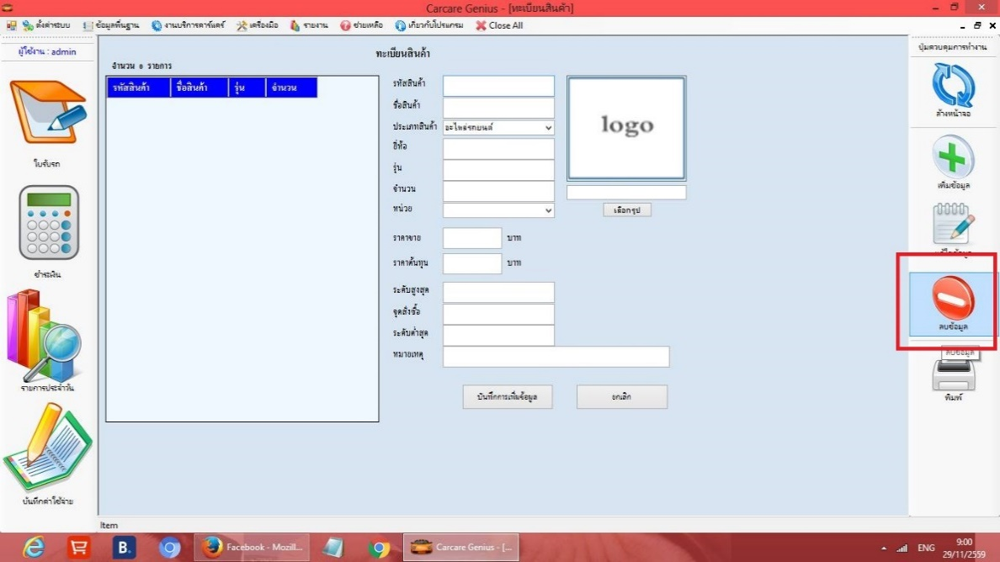 Carcare Genius - [ทะเบียนสินค้า]
ตั้งค่าระบบ ข้อมูลพื้นฐาน งานบริการคาร์แคร์ เครื่องมือ รายงาน ช่วยเหลือ เกี่ยวกับโปรแกรม Close All
ผู้ใช้งาน : admin
ใบรับรถ
ชำระเงิน
รายการประจำวัน
บันทึกค่าใช้จ่าย
ทะเบียนสินค้า
จำนวน 0 รายการ
รหัสสินค้า ชื่อสินค้า รุ่น จำนวน
รหัสสินค้า
ชื่อสินค้า
ประเภทสินค้า อะไหล่รถยนต์
ยี่ห้อ
รุ่น
จำนวน
หน่วย
ราคาขาย บาท
ราคาต้นทุน บาท
ระดับสูงสุด
จุดสั่งซื้อ
ระดับต่ำสุด
หมายเหตุ
logo
เลือกรูป
บันทึกการเพิ่มข้อมูล ยกเลิก
ปุ่มควบคุมการทำงาน
ล้างหน้าจอ
เพิ่มข้อมูล
แก้ไขข้อมูล
ลบข้อมูล
ลบข้อมูล
พิมพ์
Item
B. Facebook - Mozill... Carcare Genius - [... ENG 9:00
29/11/2559